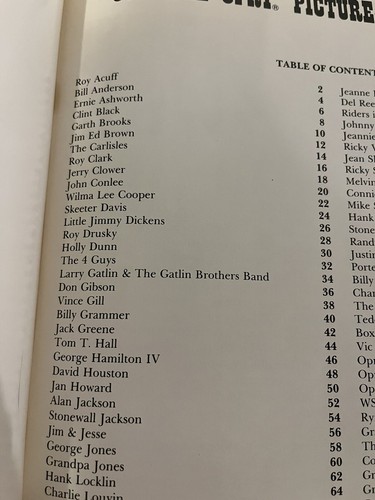 PICTURE
TABLE OF CONTENT
Roy Acuff 2 Jeanne
Bill Anderson 4 Del Ree
Ernie Ashworth 6 Riders i
Clint Black 8 Johnny
Garth Brooks 10 Jeannie
Jim Ed Brown 12 Ricky
The Carlisles 14 Jean Sh
Roy Clark 16 Ricky
Jerry Clower 18 Melvin
John Conlee 20 Conni
Wilma Lee Cooper 22 Mike S
Skeeter Davis 24 Hank
Little Jimmy Dickens 26 Stone
Roy Drusky 28 Rand
Holly Dunn 30 Justi
The 4 Guys 32 Porte
Larry Gatlin & The Gatlin Brothers Band 34 Billy
Don Gibson 36 Char
Vince Gill 38 The
Billy Grammer 40 Ted
Jack Greene 42 Box
Tom T. Hall 44 Vic
George Hamilton IV 46 Op
David Houston 48 Op
Jan Howard 50 Op
Alan Jackson 52 WS
Stonewall Jackson 54 Ry
Jim & Jesse 56 Gr
George Jones 58 Th
Grandpa Jones 60 Co
Hank Locklin 62 Gr
Charlie Louvin 64 Gr